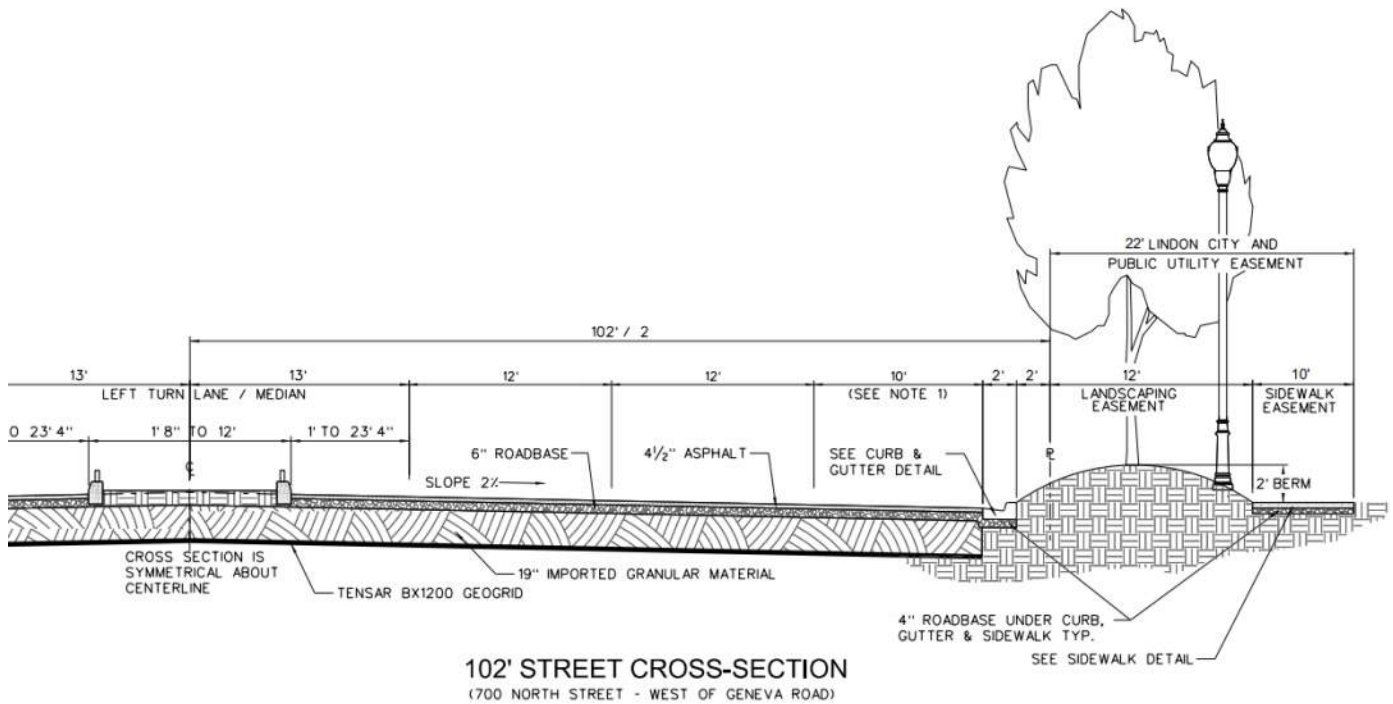 22' LINDON CITY AND
PUBLIC UTILITY EASEMENT
102' / 2
13'
13'
12'
12'
10'
2'
2'
12'
10'
LEFT TURN LANE / MEDIAN
(SEE NOTE 1)
LANDSCAPING
EASEMENT
SIDEWALK
EASEMENT
O 23'4"
1'8" TO 12'
1' TO 23'4"
6" ROADBASE
4½" ASPHALT
SEE CURB &
GUTTER DETAIL
SLOPE 2%
2' BERM
CROSS SECTION IS
SYMMETRICAL ABOUT
CENTERLINE
19" IMPORTED GRANULAR MATERIAL
TENSAR BX1200 GEOGRID
4" ROADBASE UNDER CURB,
GUTTER & SIDEWALK TYP.
SEE SIDEWALK DETAIL
102' STREET CROSS-SECTION
(700 NORTH STREET - WEST OF GENEVA ROAD)